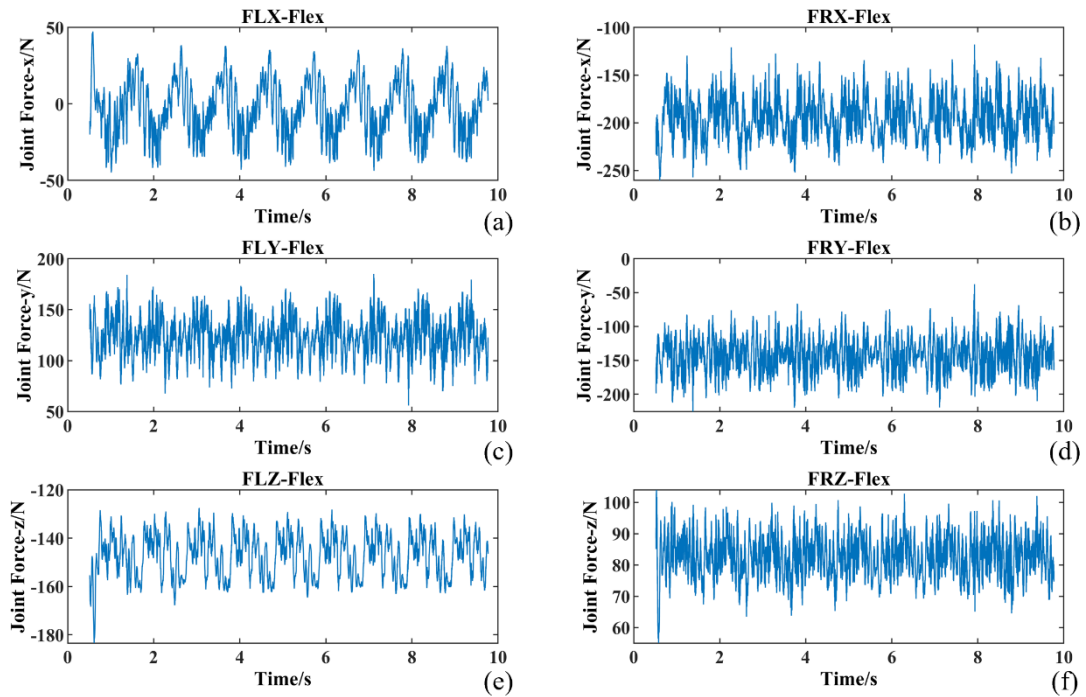 FLX-Flex
50
0
-50
Joint Force-x/N
0 2 4 6 8 10
Time/s
(a)
FRX-Flex
-100
-150
-200
-250
Joint Force-x/N
0 2 4 6 8 10
Time/s
(b)
FLY-Flex
200
150
100
50
Joint Force-y/N
0 2 4 6 8 10
Time/s
(c)
FRY-Flex
0
-50
-100
-150
-200
Joint Force-y/N
0 2 4 6 8 10
Time/s
(d)
FLZ-Flex
-120
-140
-160
-180
Joint Force-z/N
0 2 4 6 8 10
Time/s
(e)
FRZ-Flex
100
90
80
70
60
Joint Force-z/N
0 2 4 6 8 10
Time/s
(f)